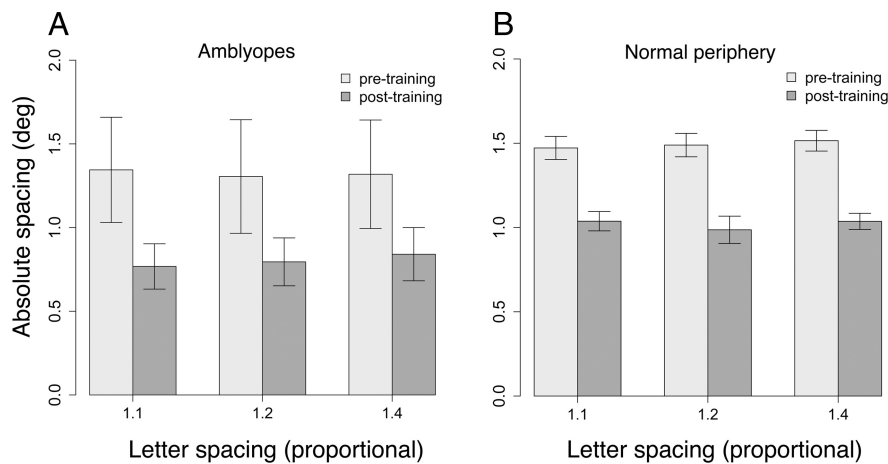 A
Amblyopes
pre-training
post-training
Absolute spacing (deg)
2.0
1.5
1.0
0.5
0.0
1.1
1.2
1.4
Letter spacing (proportional)
B
Normal periphery
pre-training
post-training
2.0
1.5
1.0
0.5
0.0
1.1
1.2
1.4
Letter spacing (proportional)